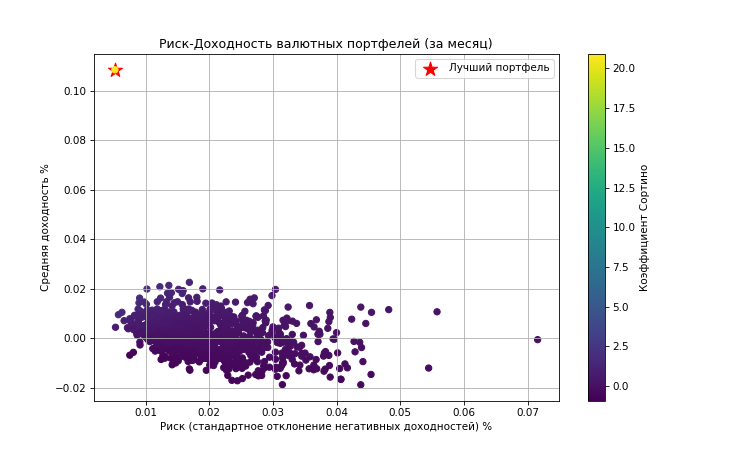 Риск-Доходность валютных портфелей (за месяц)
Лучший портфель
Средняя доходность %
0.10
0.08
0.06
0.04
0.02
0.00
−0.02
0.01 0.02 0.03 0.04 0.05 0.06 0.07
Риск (стандартное отклонение негативных доходностей) %
20.0
17.5
15.0
12.5
10.0
7.5
5.0
2.5
0.0
Коэффициент Сортино